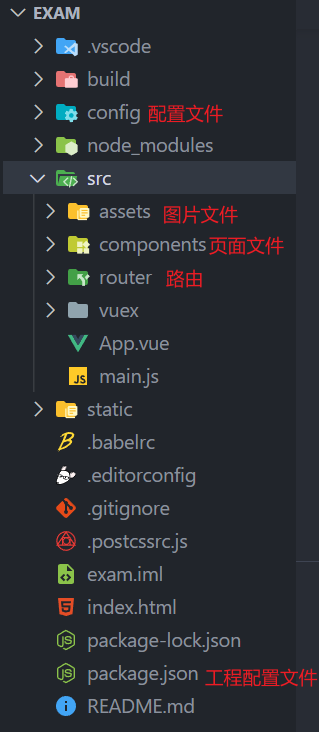 EXAM
.vscode
build
config 配置文件
node_modules
src
assets 图片文件
components 页面文件
router 路由
vuex
App.vue
JS main.js
static
.babelrc
.editorconfig
.gitignore
.postcssrc.js
exam.iml
index.html
package-lock.json
package.json 工程配置文件
README.md